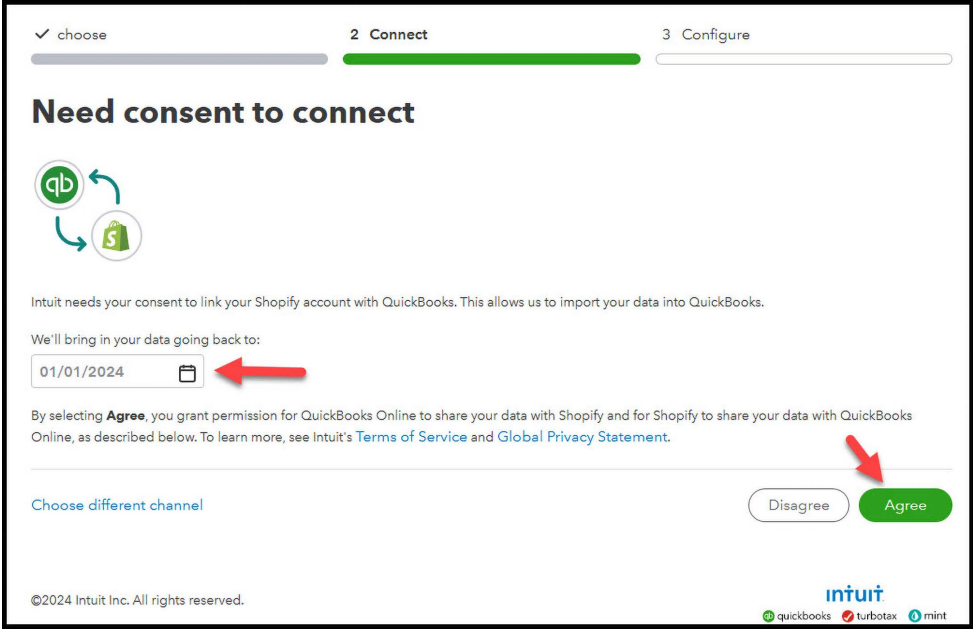 choose
2 Connect
3 Configure
Need consent to connect
qb
S
Intuit needs your consent to link your Shopify account with QuickBooks. This allows us to import your data into QuickBooks.
We'll bring in your data going back to:
01/01/2024
By selecting Agree, you grant permission for QuickBooks Online to share your data with Shopify and for Shopify to share your data with QuickBooks
Online, as described below. To learn more, see Intuit's Terms of Service and Global Privacy Statement.
Choose different channel
Disagree
Agree
©2024 Intuit Inc. All rights reserved.
intuit
qb quickbooks turbotax mint